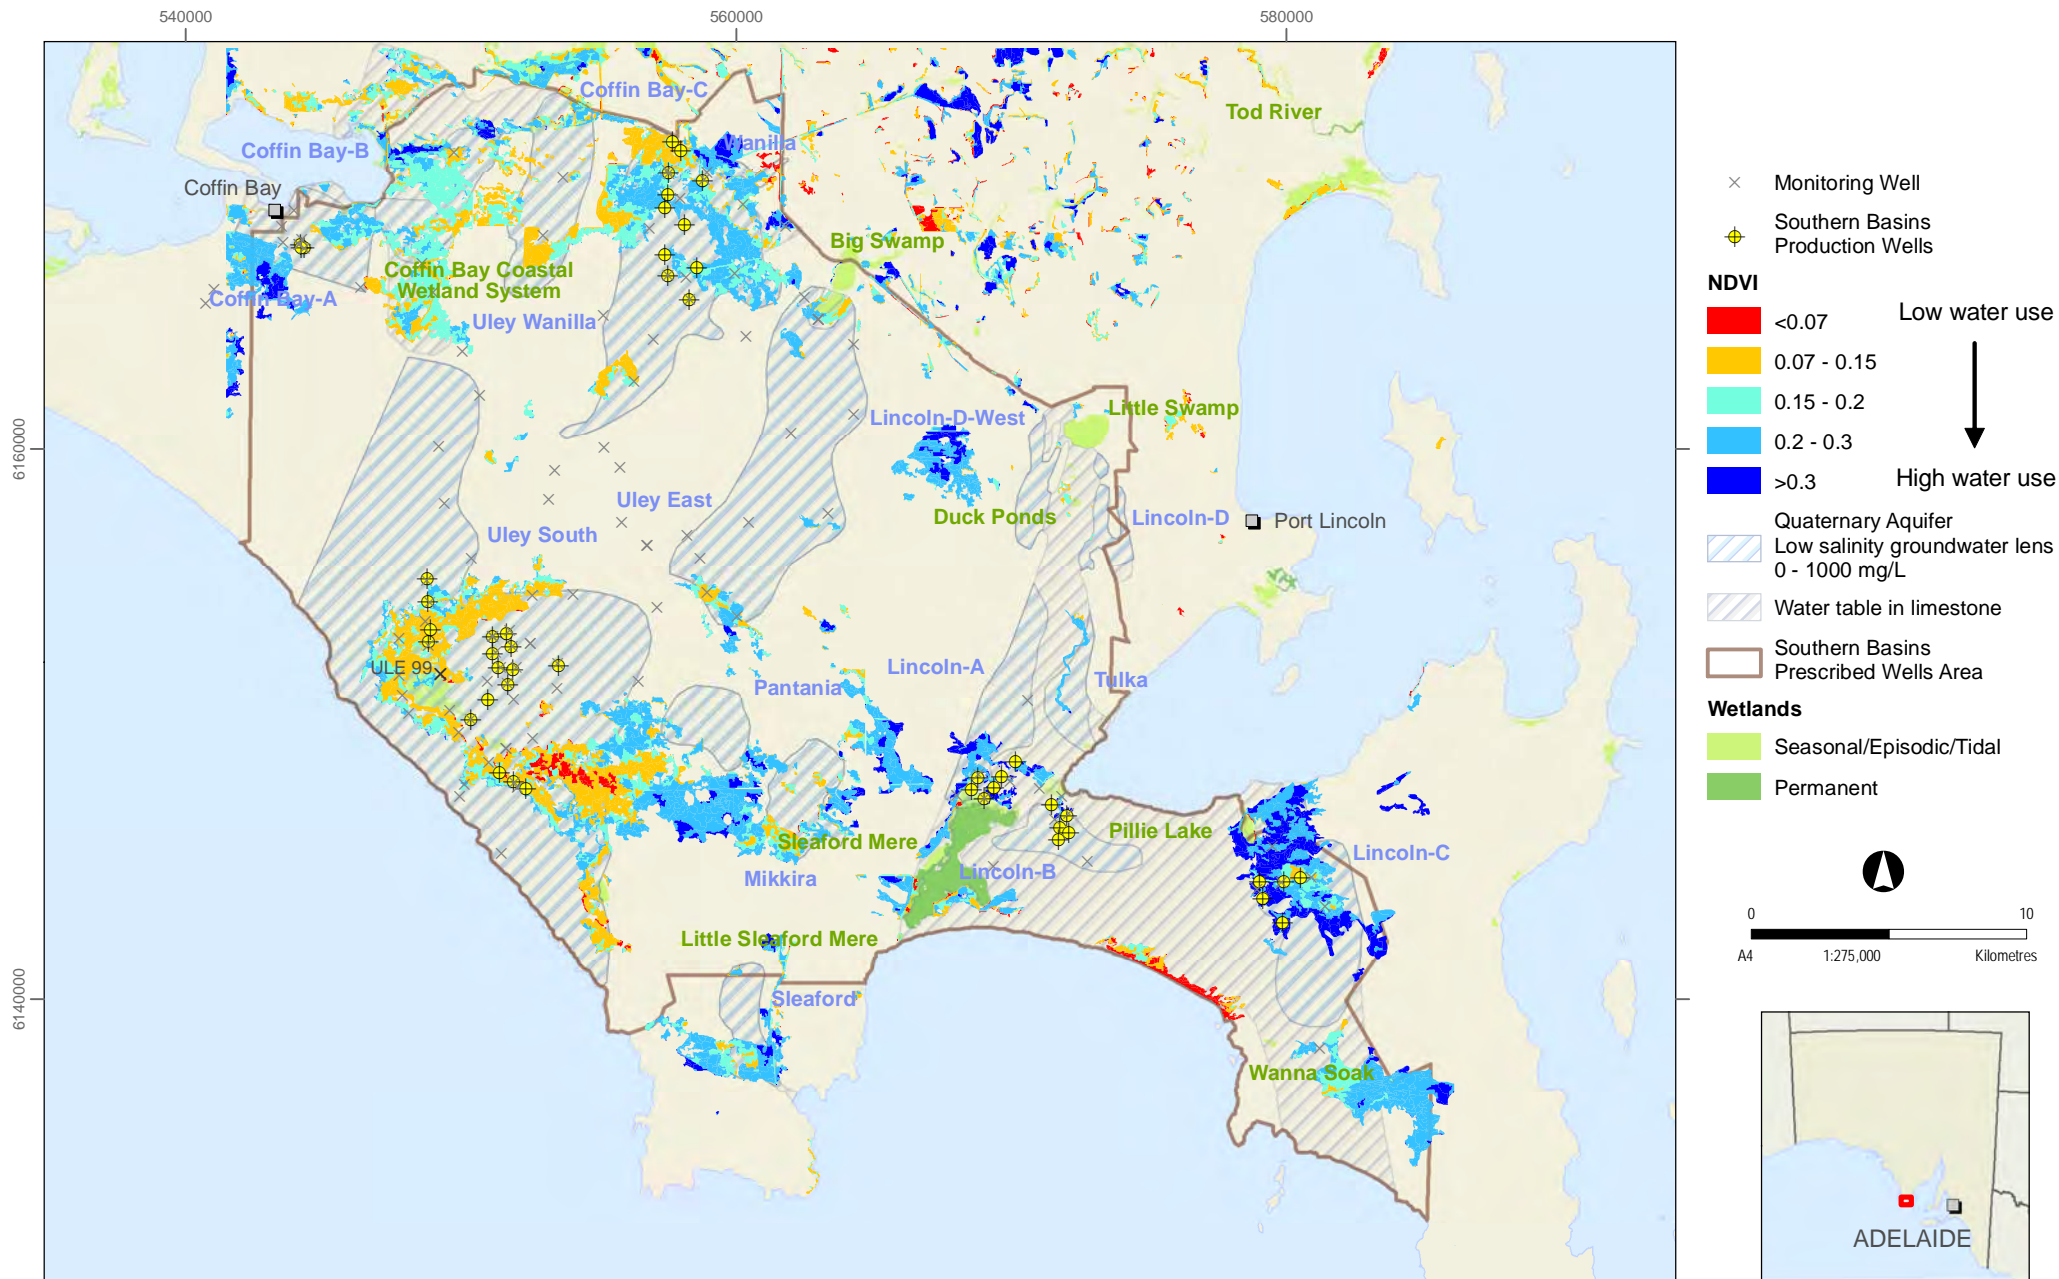 540000
560000
580000
6160000
6140000
Coffin Bay-C
Tod River
Coffin Bay-B
Wanilla
Coffin Bay
Big Swamp
Coffin Bay Coastal
Wetland System
Coffin Bay-A
Uley Wanilla
Little Swamp
Lincoln-D-West
Uley East
Duck Ponds
Lincoln-D
Port Lincoln
Uley South
ULE 99
Lincoln-A
Tulka
Pantania
Pillie Lake
Sleaford Mere
Lincoln-C
Lincoln-B
Mikkira
Little Sleaford Mere
Sleaford
Wanna Soak
Monitoring Well
Southern Basins
Production Wells
NDVI
<0.07
0.07 - 0.15
0.15 - 0.2
0.2 - 0.3
>0.3
Low water use
High water use
Quaternary Aquifer
Low salinity groundwater lens
0 - 1000 mg/L
Water table in limestone
Southern Basins
Prescribed Wells Area
Wetlands
Seasonal/Episodic/Tidal
Permanent
0 10
A4 1:275,000 Kilometres
ADELAIDE